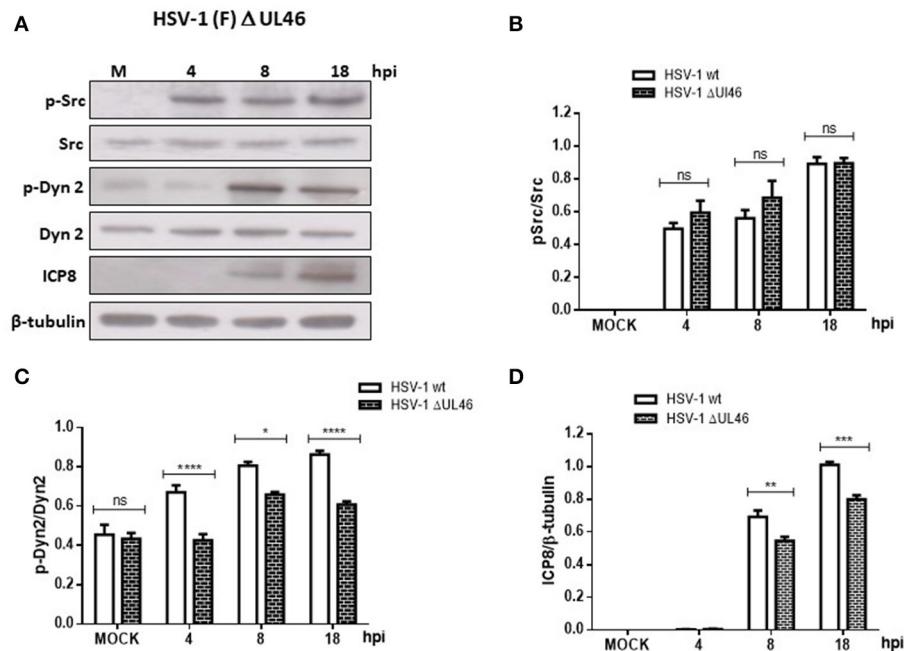 A
HSV-1 (F) Δ UL46
M 4 8 18 hpi
p-Src
Src
p-Dyn 2
Dyn 2
ICP8
β-tubulin
B
HSV-1 wt
HSV-1 ΔUl46
pSrc/Src
1.2
1.0
0.8
0.6
0.4
0.2
0.0
ns
ns
ns
MOCK 4 8 18 hpi
C
HSV-1 wt
HSV-1 ΔUL46
p-Dyn2/Dyn2
1.0
0.8
0.6
0.4
0.2
0.0
ns
****
*
****
MOCK 4 8 18 hpi
D
HSV-1 wt
HSV-1 ΔUL46
ICP8/β-tubulin
1.2
1.0
0.8
0.6
0.4
0.2
0.0
**
***
MOCK 4 8 18 hpi